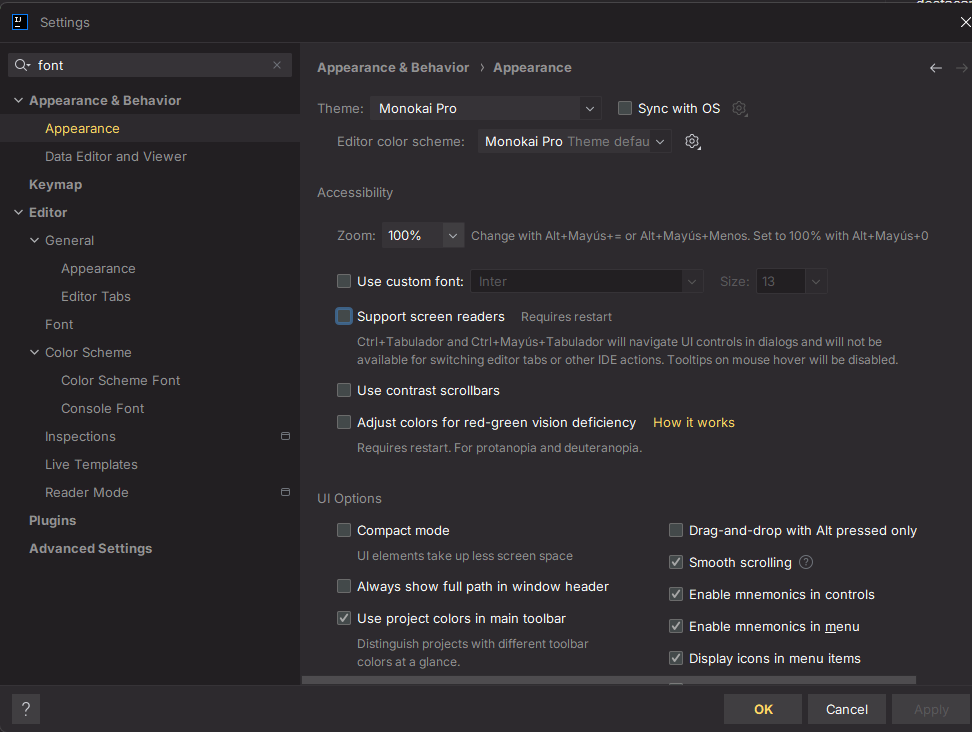 Settings
font
Appearance & Behavior
Appearance
Data Editor and Viewer
Keymap
Editor
General
Appearance
Editor Tabs
Font
Color Scheme
Color Scheme Font
Console Font
Inspections
Live Templates
Reader Mode
Plugins
Advanced Settings
Appearance & Behavior › Appearance
Theme: Monokai Pro Sync with OS
Editor color scheme: Monokai Pro Theme defau
Accessibility
Zoom: 100% Change with Alt+Mayús+= or Alt+Mayús+Menos. Set to 100% with Alt+Mayús+0
Use custom font: Inter Size: 13
Support screen readers Requires restart
Ctrl+Tabulador and Ctrl+Mayús+Tabulador will navigate UI controls in dialogs and will not be
available for switching editor tabs or other IDE actions. Tooltips on mouse hover will be disabled.
Use contrast scrollbars
Adjust colors for red-green vision deficiency How it works
Requires restart. For protanopia and deuteranopia.
UI Options
Compact mode
UI elements take up less screen space
Always show full path in window header
Use project colors in main toolbar
Distinguish projects with different toolbar
colors at a glance.
Drag-and-drop with Alt pressed only
Smooth scrolling ?
Enable mnemonics in controls
Enable mnemonics in menu
Display icons in menu items
? OK Cancel Apply